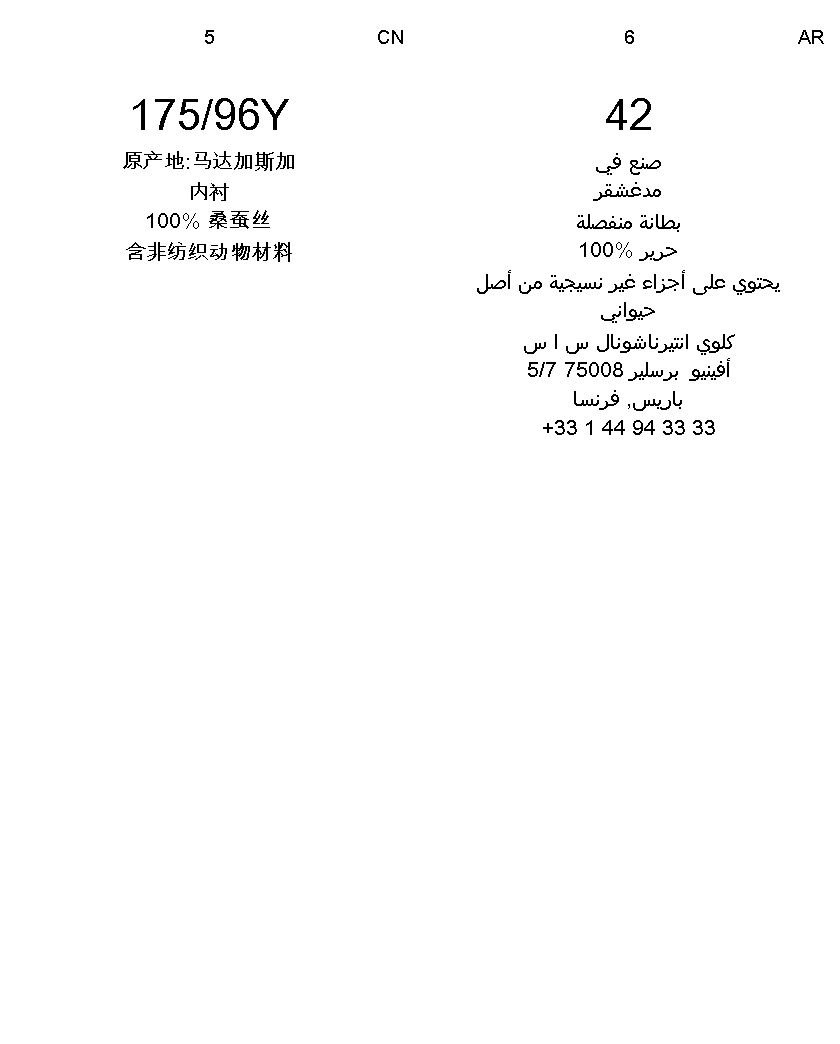 5
CN
175/96Y
原产地:马达加斯加
内衬
100% 桑蚕丝
含非纺织动物材料
6
AR
42
صنع في
مدغشقر
بطانة منفصلة
100% حرير
يحتوي على أجزاء غير نسيجية من أصل
حيواني
كلوي انتيرناشونال س ا س
5/7 أفينيو برسلير 75008
باريس, فرنسا
+33 1 44 94 33 33